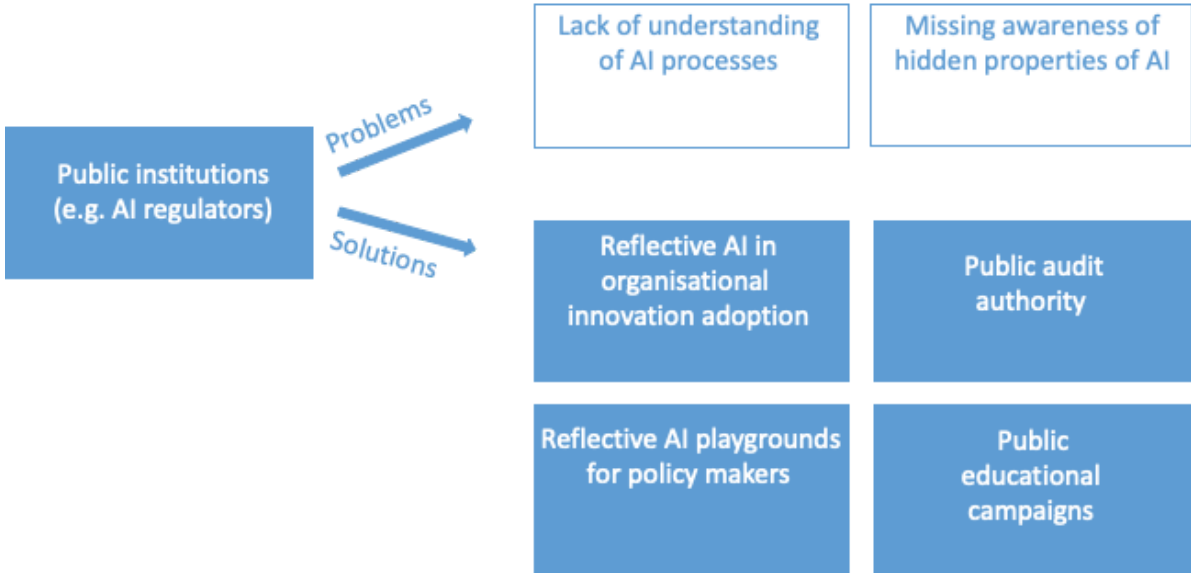 Lack of understanding
of AI processes
Missing awareness of
hidden properties of AI
Problems
Public institutions
(e.g. AI regulators)
Solutions
Reflective AI in
organisational
innovation adoption
Public audit
authority
Reflective AI playgrounds
for policy makers
Public
educational
campaigns